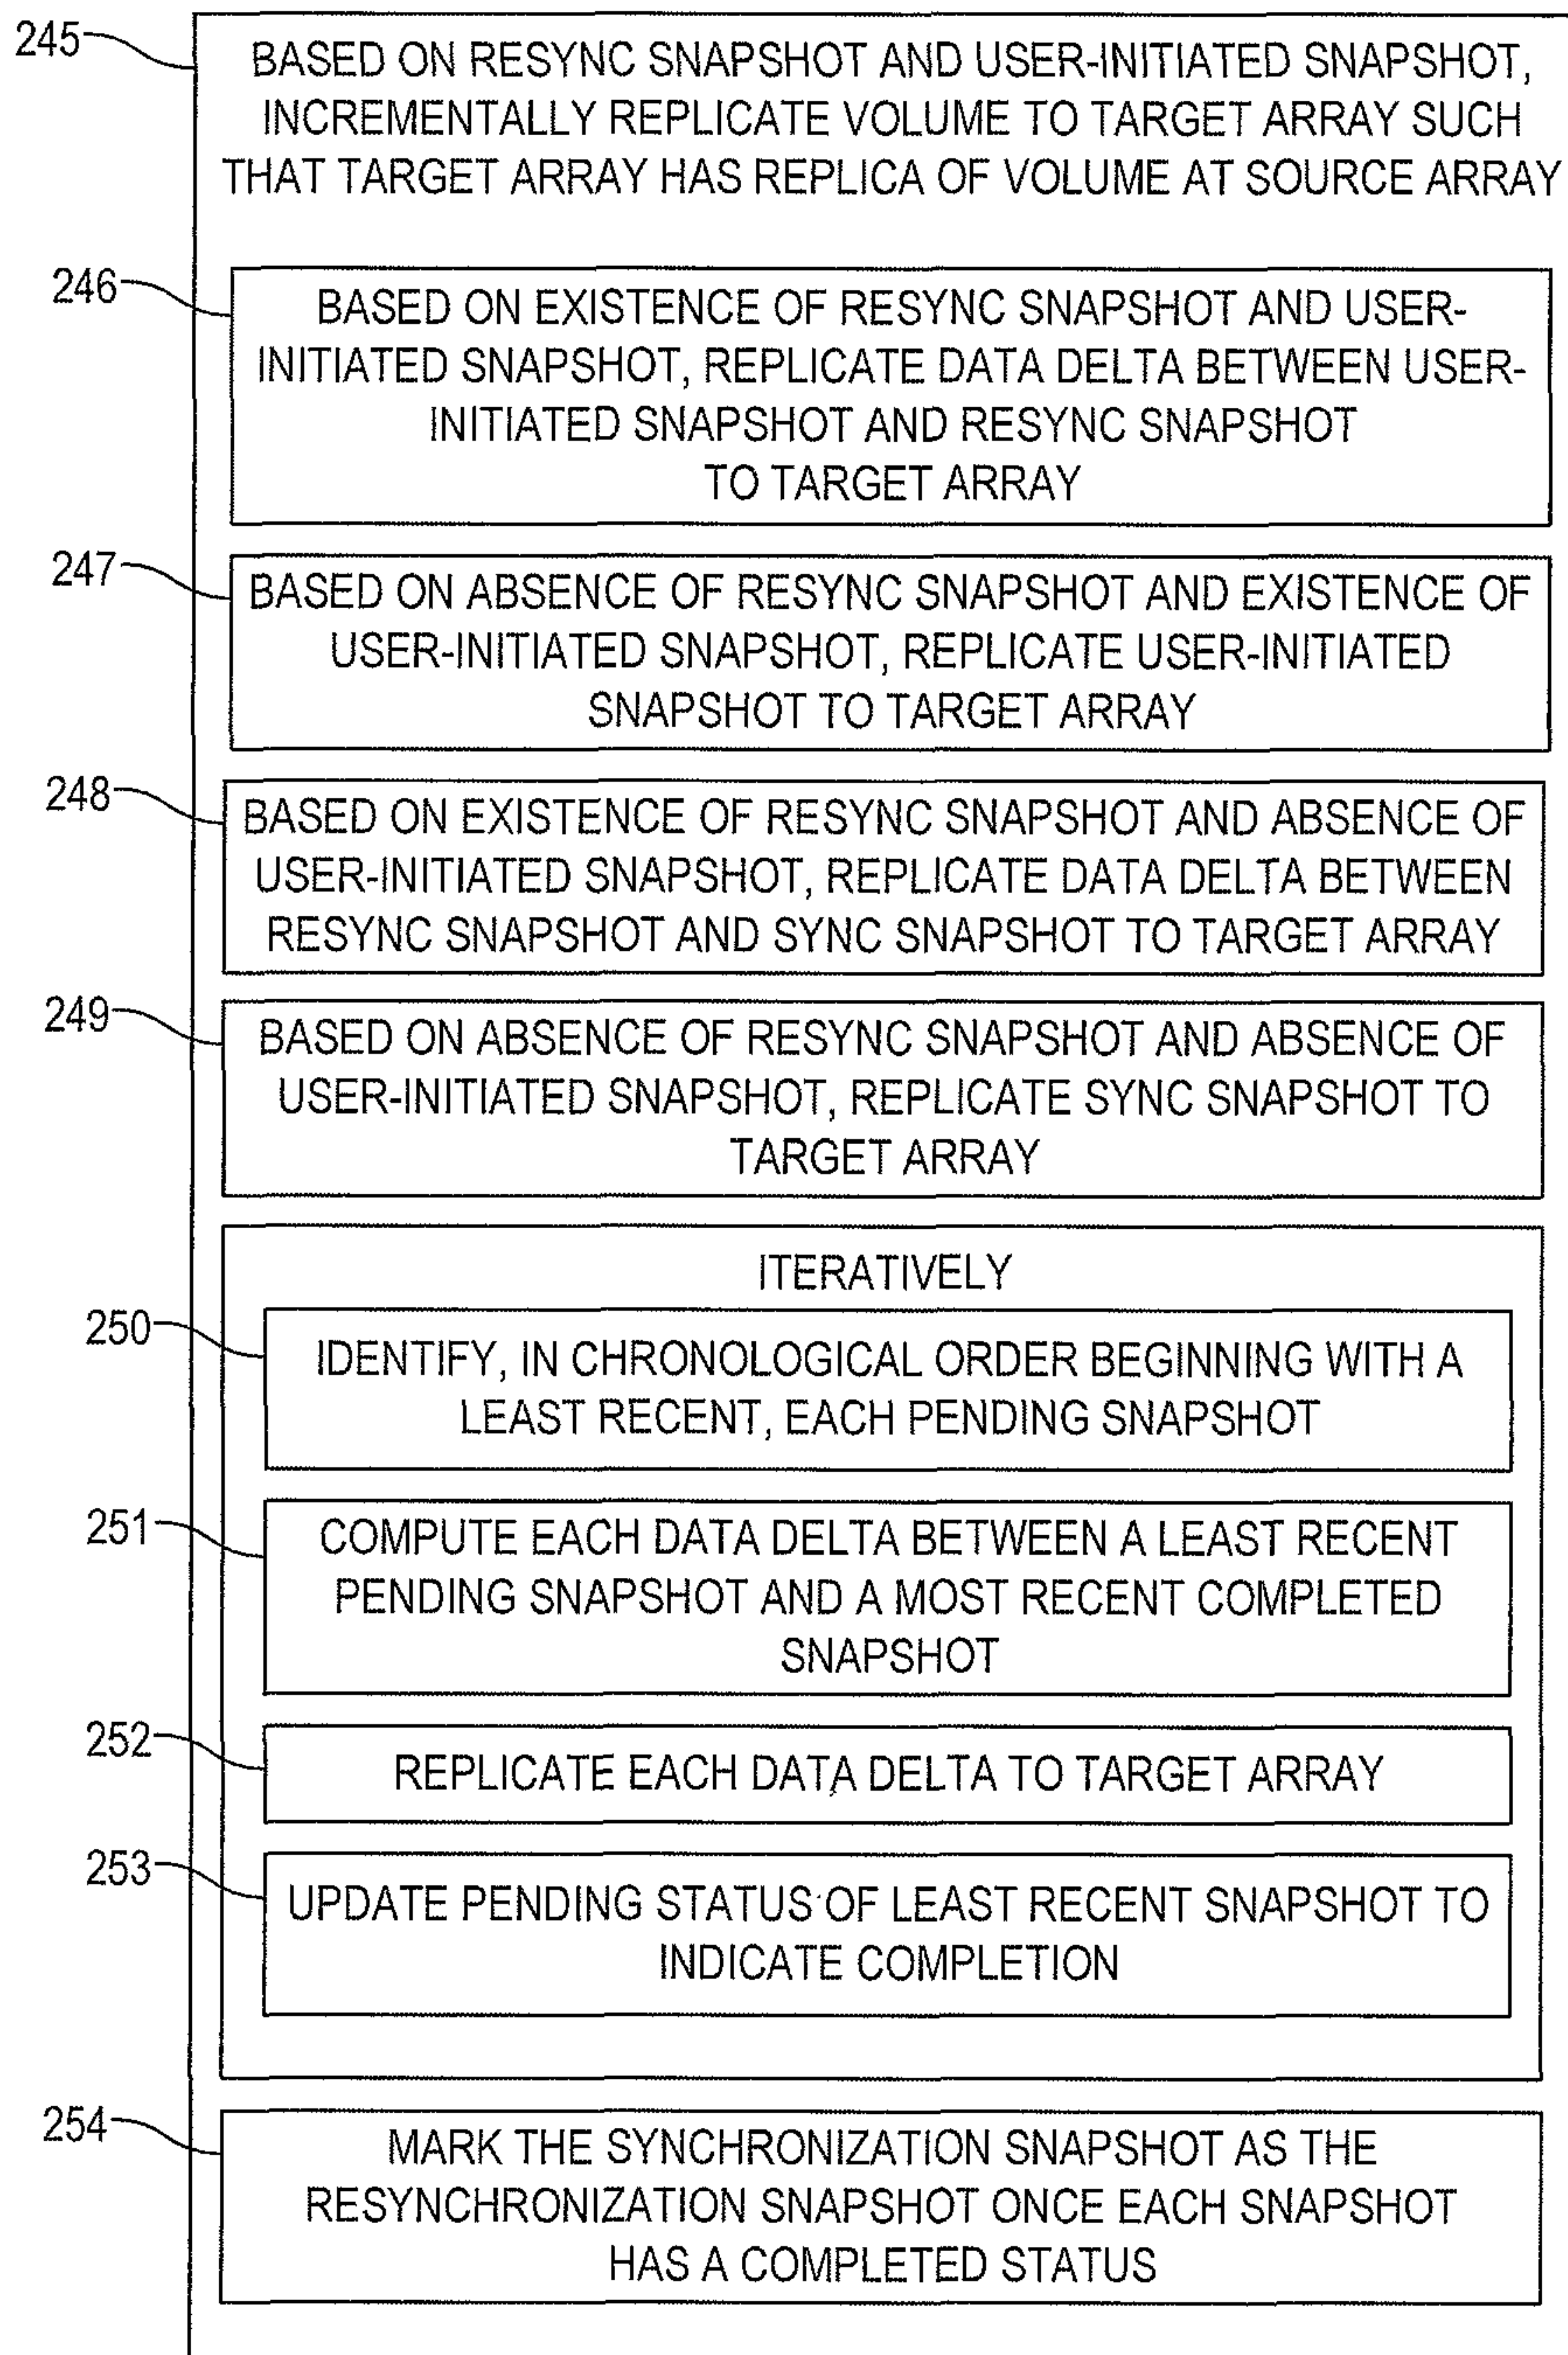 245
BASED ON RESYNC SNAPSHOT AND USER-INITIATED SNAPSHOT,
INCREMENTALLY REPLICATE VOLUME TO TARGET ARRAY SUCH
THAT TARGET ARRAY HAS REPLICA OF VOLUME AT SOURCE ARRAY
246
BASED ON EXISTENCE OF RESYNC SNAPSHOT AND USER-
INITIATED SNAPSHOT, REPLICATE DATA DELTA BETWEEN USER-
INITIATED SNAPSHOT AND RESYNC SNAPSHOT
TO TARGET ARRAY
247
BASED ON ABSENCE OF RESYNC SNAPSHOT AND EXISTENCE OF
USER-INITIATED SNAPSHOT, REPLICATE USER-INITIATED
SNAPSHOT TO TARGET ARRAY
248
BASED ON EXISTENCE OF RESYNC SNAPSHOT AND ABSENCE OF
USER-INITIATED SNAPSHOT, REPLICATE DATA DELTA BETWEEN
RESYNC SNAPSHOT AND SYNC SNAPSHOT TO TARGET ARRAY
249
BASED ON ABSENCE OF RESYNC SNAPSHOT AND ABSENCE OF
USER-INITIATED SNAPSHOT, REPLICATE SYNC SNAPSHOT TO
TARGET ARRAY
ITERATIVELY
250
IDENTIFY, IN CHRONOLOGICAL ORDER BEGINNING WITH A
LEAST RECENT, EACH PENDING SNAPSHOT
251
COMPUTE EACH DATA DELTA BETWEEN A LEAST RECENT
PENDING SNAPSHOT AND A MOST RECENT COMPLETED
SNAPSHOT
252
REPLICATE EACH DATA DELTA TO TARGET ARRAY
253
UPDATE PENDING STATUS OF LEAST RECENT SNAPSHOT TO
INDICATE COMPLETION
254
MARK THE SYNCHRONIZATION SNAPSHOT AS THE
RESYNCHRONIZATION SNAPSHOT ONCE EACH SNAPSHOT
HAS A COMPLETED STATUS